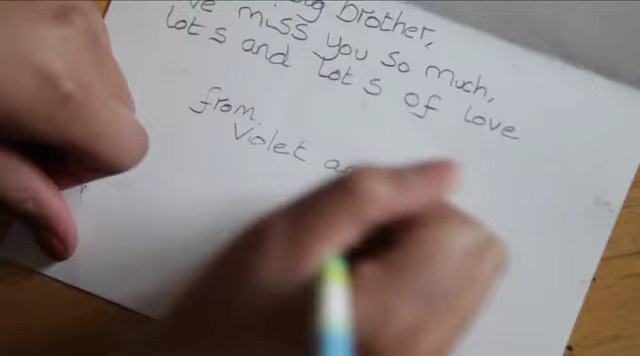 brother,
miss you so much,
lots and lots of love
from
Violet